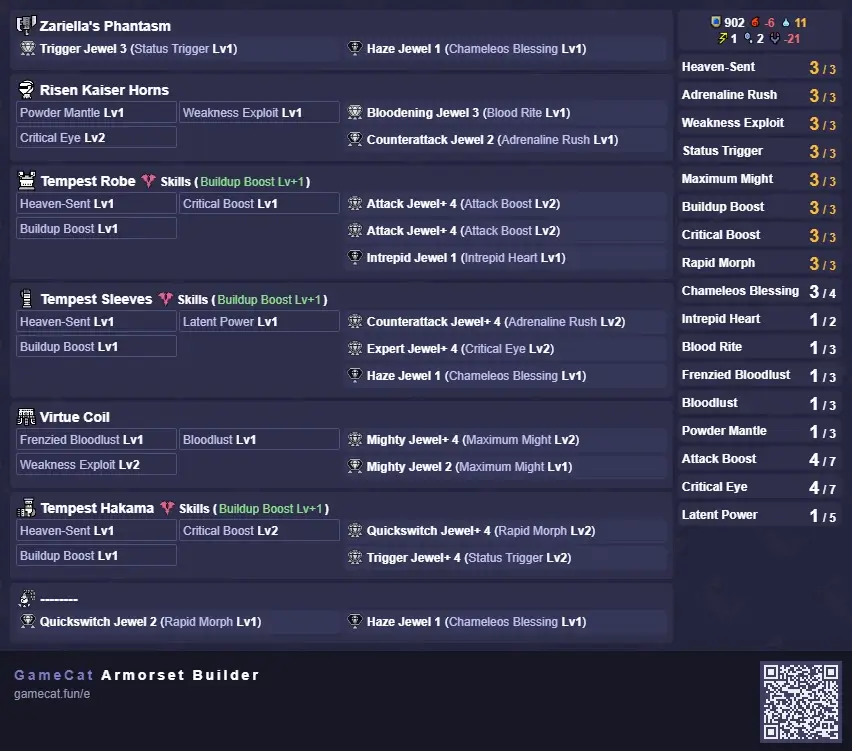 Zariella's Phantasm
Trigger Jewel 3 (Status Trigger Lv1)
Haze Jewel 1 (Chameleos Blessing Lv1)
Risen Kaiser Horns
Powder Mantle Lv1
Weakness Exploit Lv1
Critical Eye Lv2
Bloodening Jewel 3 (Blood Rite Lv1)
Counterattack Jewel 2 (Adrenaline Rush Lv1)
Tempest Robe Skills ( Buildup Boost Lv+1 )
Heaven-Sent Lv1
Critical Boost Lv1
Buildup Boost Lv1
Attack Jewel+ 4 (Attack Boost Lv2)
Attack Jewel+ 4 (Attack Boost Lv2)
Intrepid Jewel 1 (Intrepid Heart Lv1)
Tempest Sleeves Skills ( Buildup Boost Lv+1 )
Heaven-Sent Lv1
Latent Power Lv1
Buildup Boost Lv1
Counterattack Jewel+ 4 (Adrenaline Rush Lv2)
Expert Jewel+ 4 (Critical Eye Lv2)
Haze Jewel 1 (Chameleos Blessing Lv1)
Virtue Coil
Frenzied Bloodlust Lv1
Bloodlust Lv1
Weakness Exploit Lv2
Mighty Jewel+ 4 (Maximum Might Lv2)
Mighty Jewel 2 (Maximum Might Lv1)
Tempest Hakama Skills ( Buildup Boost Lv+1 )
Heaven-Sent Lv1
Critical Boost Lv2
Buildup Boost Lv1
Quickswitch Jewel+ 4 (Rapid Morph Lv2)
Trigger Jewel+ 4 (Status Trigger Lv2)
--------
Quickswitch Jewel 2 (Rapid Morph Lv1)
Haze Jewel 1 (Chameleos Blessing Lv1)
902 -6 11
1 2 -21
Heaven-Sent 3 / 3
Adrenaline Rush 3 / 3
Weakness Exploit 3 / 3
Status Trigger 3 / 3
Maximum Might 3 / 3
Buildup Boost 3 / 3
Critical Boost 3 / 3
Rapid Morph 3 / 3
Chameleos Blessing 3 / 4
Intrepid Heart 1 / 2
Blood Rite 1 / 3
Frenzied Bloodlust 1 / 3
Bloodlust 1 / 3
Powder Mantle 1 / 3
Attack Boost 4 / 7
Critical Eye 4 / 7
Latent Power 1 / 5
GameCat Armorset Builder
gamecat.fun/e